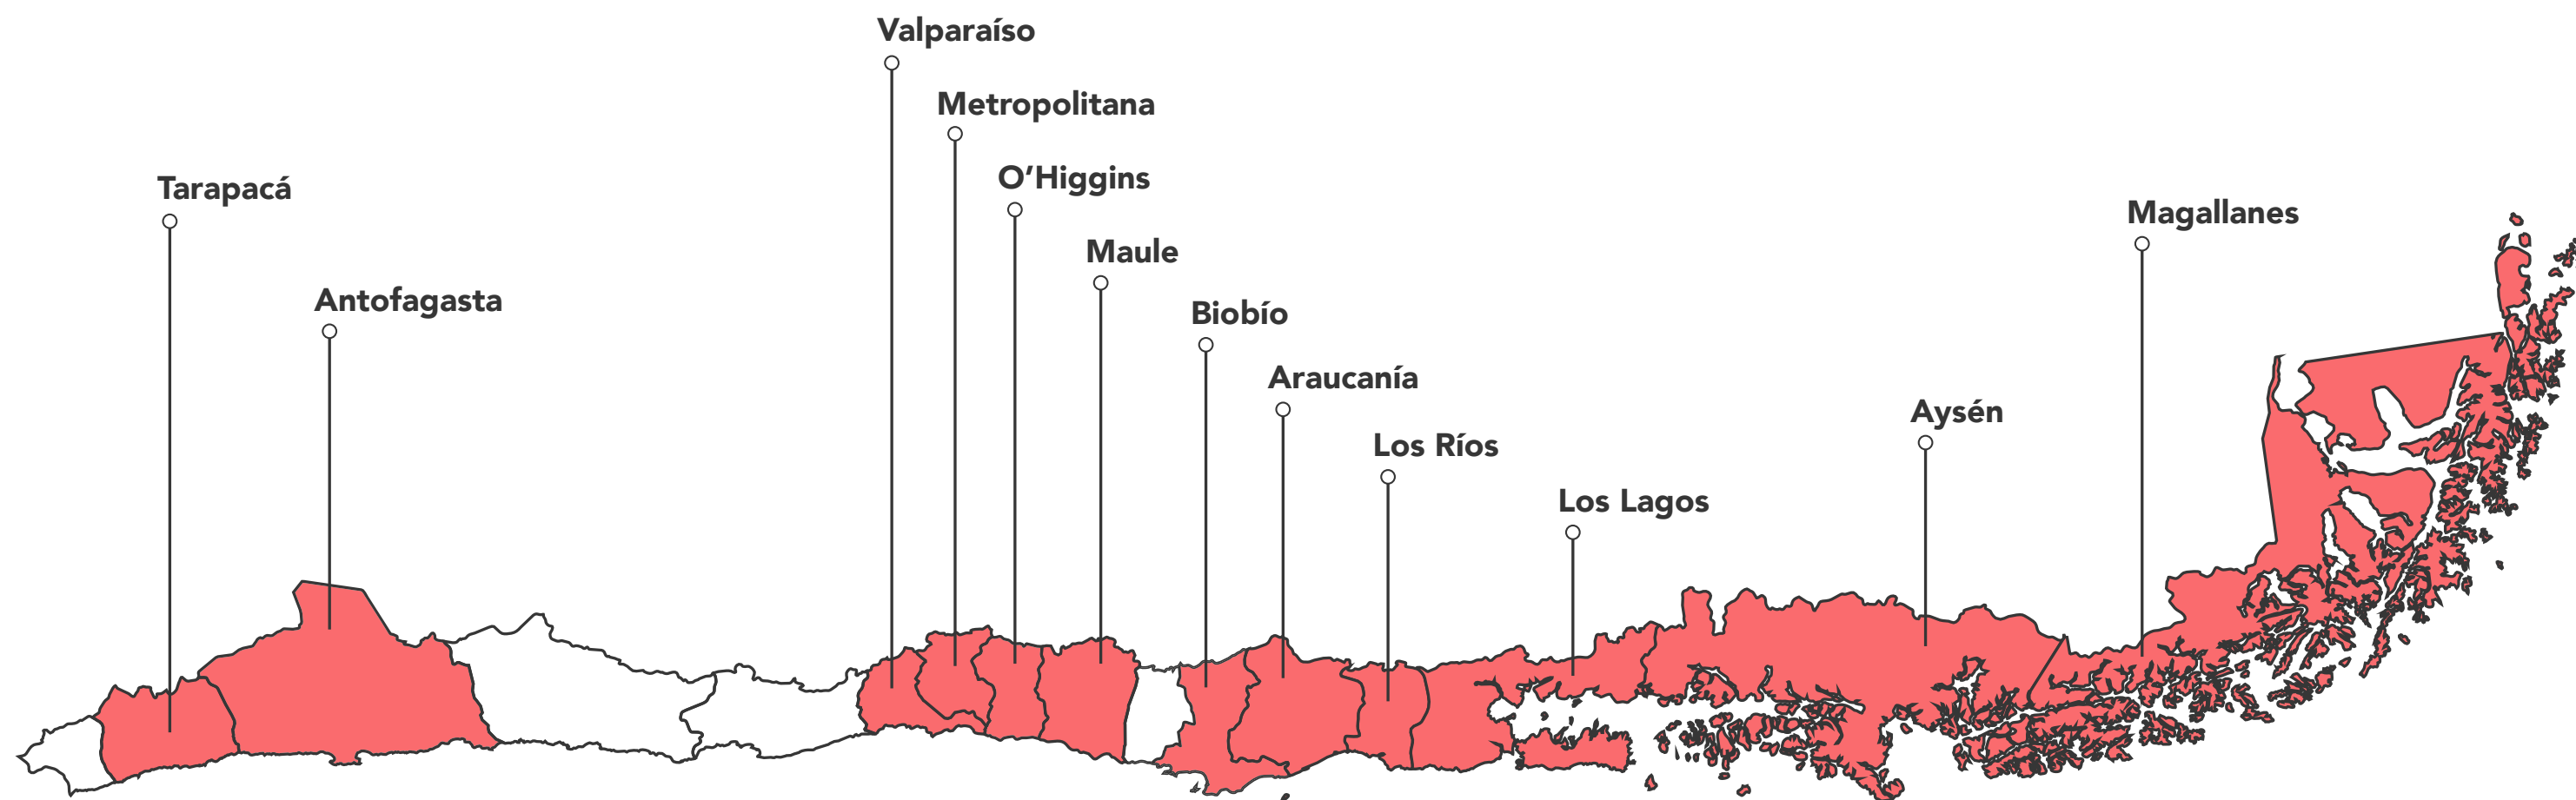 Valparaíso
Metropolitana
O’Higgins
Tarapacá
Magallanes
Maule
Antofagasta
Biobío
Araucanía
Aysén
Los Ríos
Los Lagos